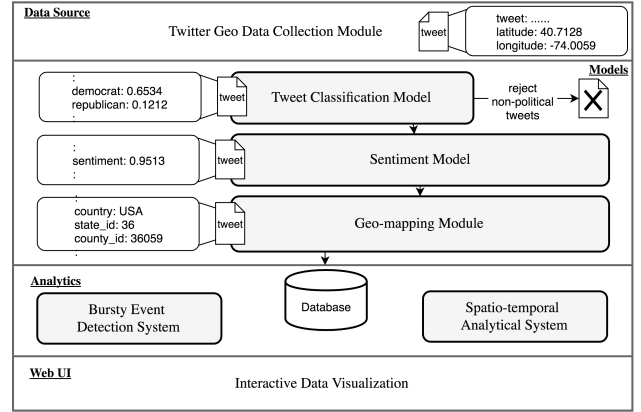 Data Source
Twitter Geo Data Collection Module
tweet
tweet: ......
latitude: 40.7128
longitude: -74.0059
Models
:
democrat: 0.6534
republican: 0.1212
:
tweet
Tweet Classification Model
reject
non-political
tweets
X
:
sentiment: 0.9513
:
tweet
Sentiment Model
country: USA
state_id: 36
county_id: 36059
:
tweet
Geo-mapping Module
Analytics
Bursty Event
Detection System
Database
Spatio-temporal
Analytical System
Web UI
Interactive Data Visualization